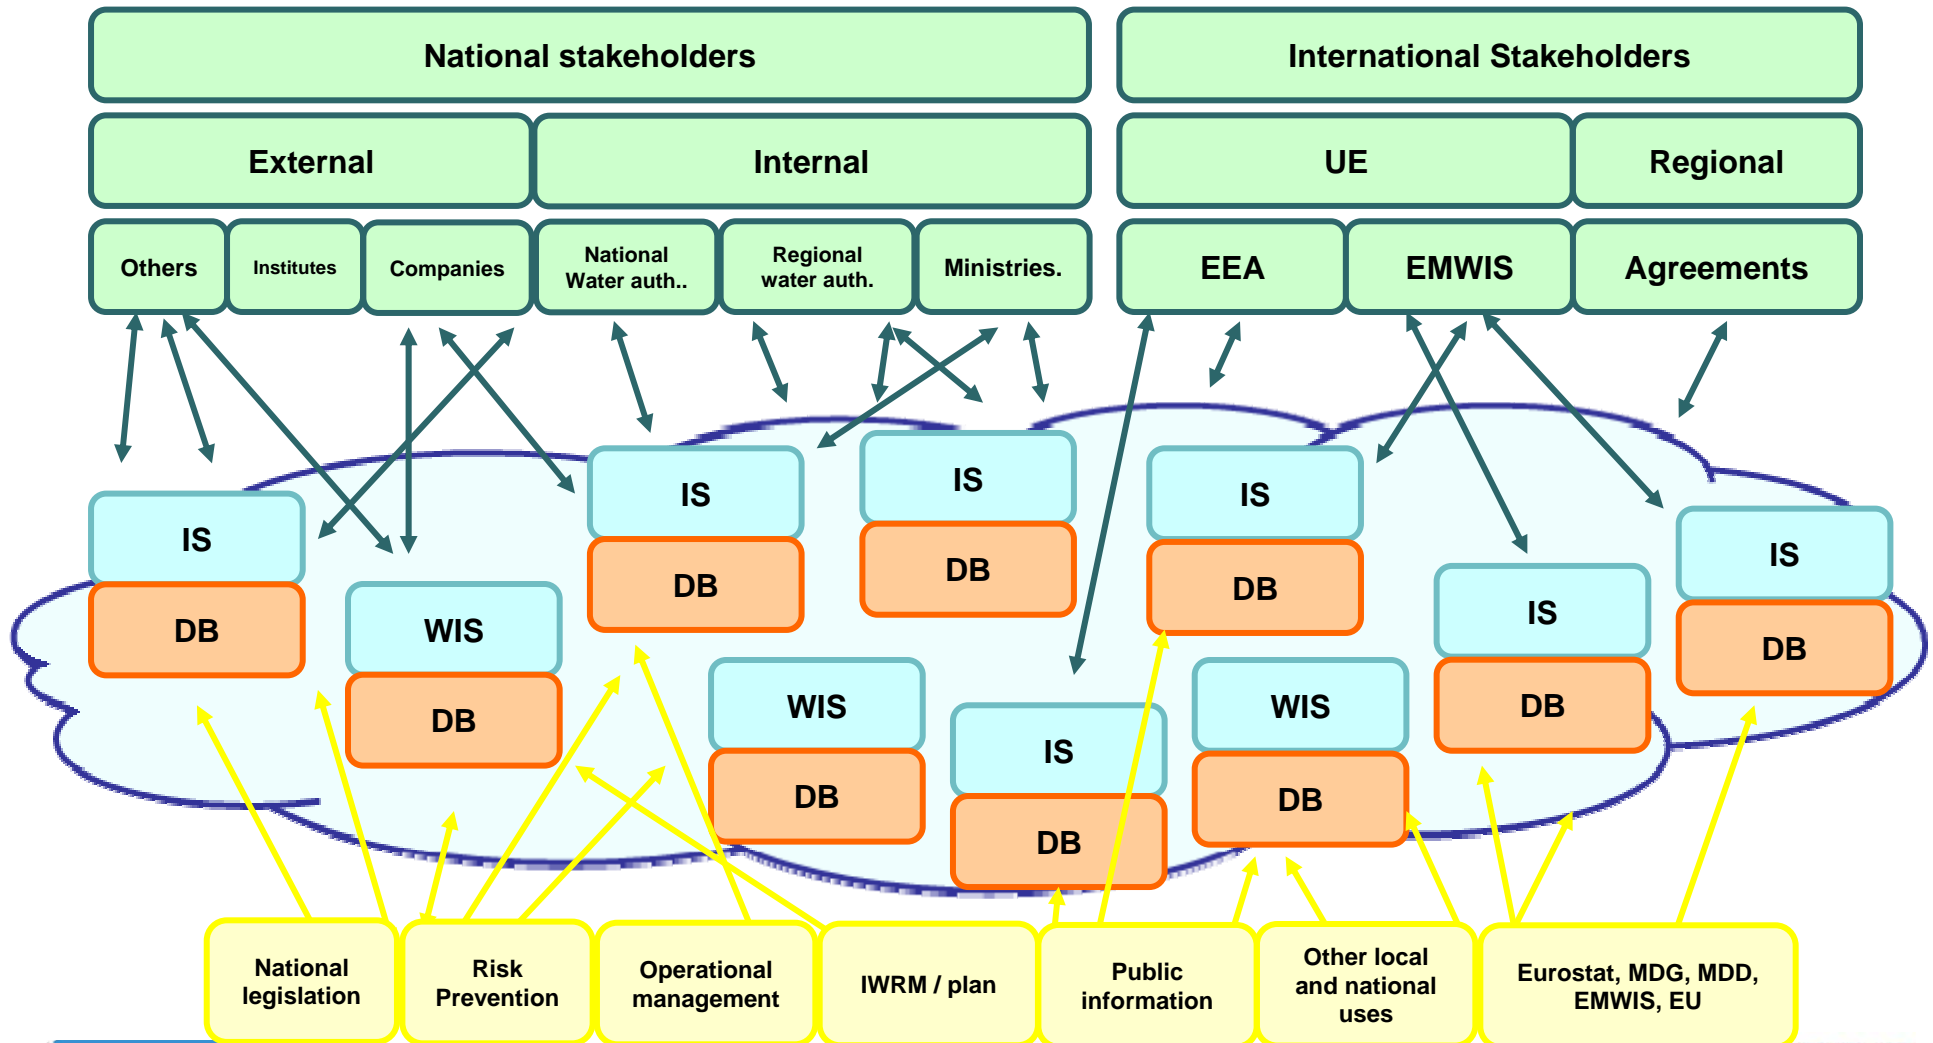 National stakeholders
International Stakeholders
External
Internal
UE
Regional
Others
Institutes
Companies
National
Water auth..
Regional
water auth.
Ministries.
EEA
EMWIS
Agreements
IS
DB
WIS
DB
IS
DB
IS
DB
WIS
DB
IS
DB
IS
DB
WIS
DB
IS
DB
IS
DB
National
legislation
Risk
Prevention
Operational
management
IWRM / plan
Public
information
Other local
and national
uses
Eurostat, MDG, MDD,
EMWIS, EU